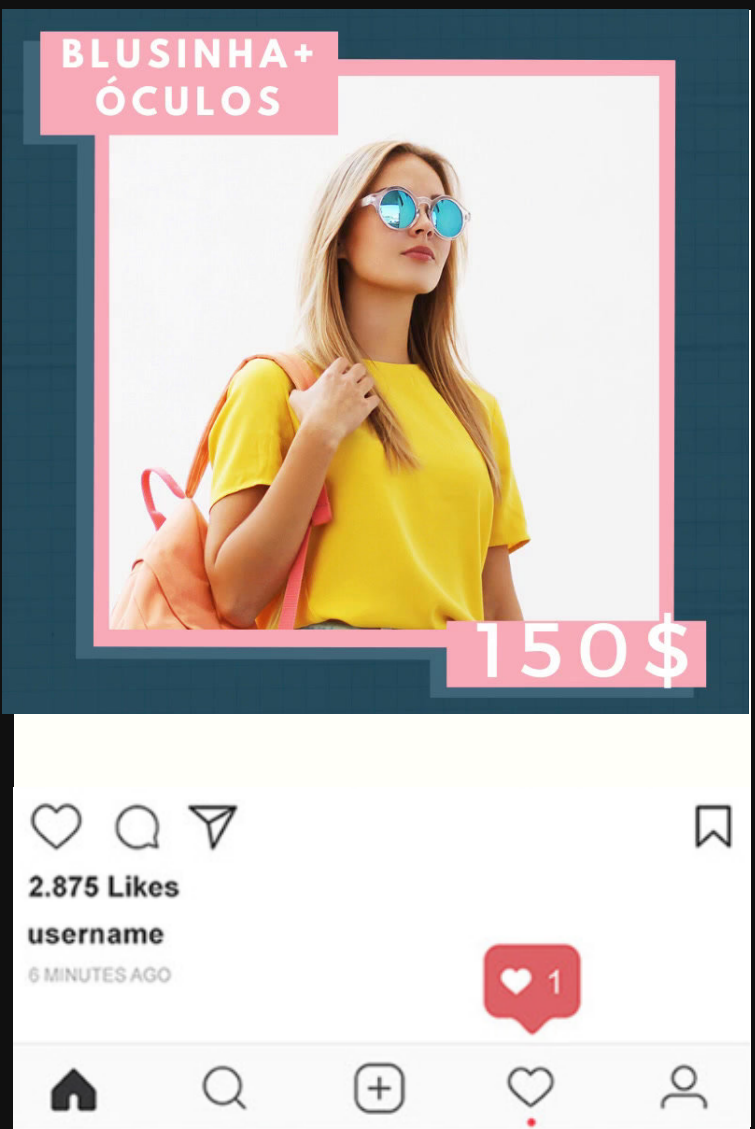 BLUSINHA+
ÓCULOS
150$
2.875 Likes
username
6 MINUTES AGO
1